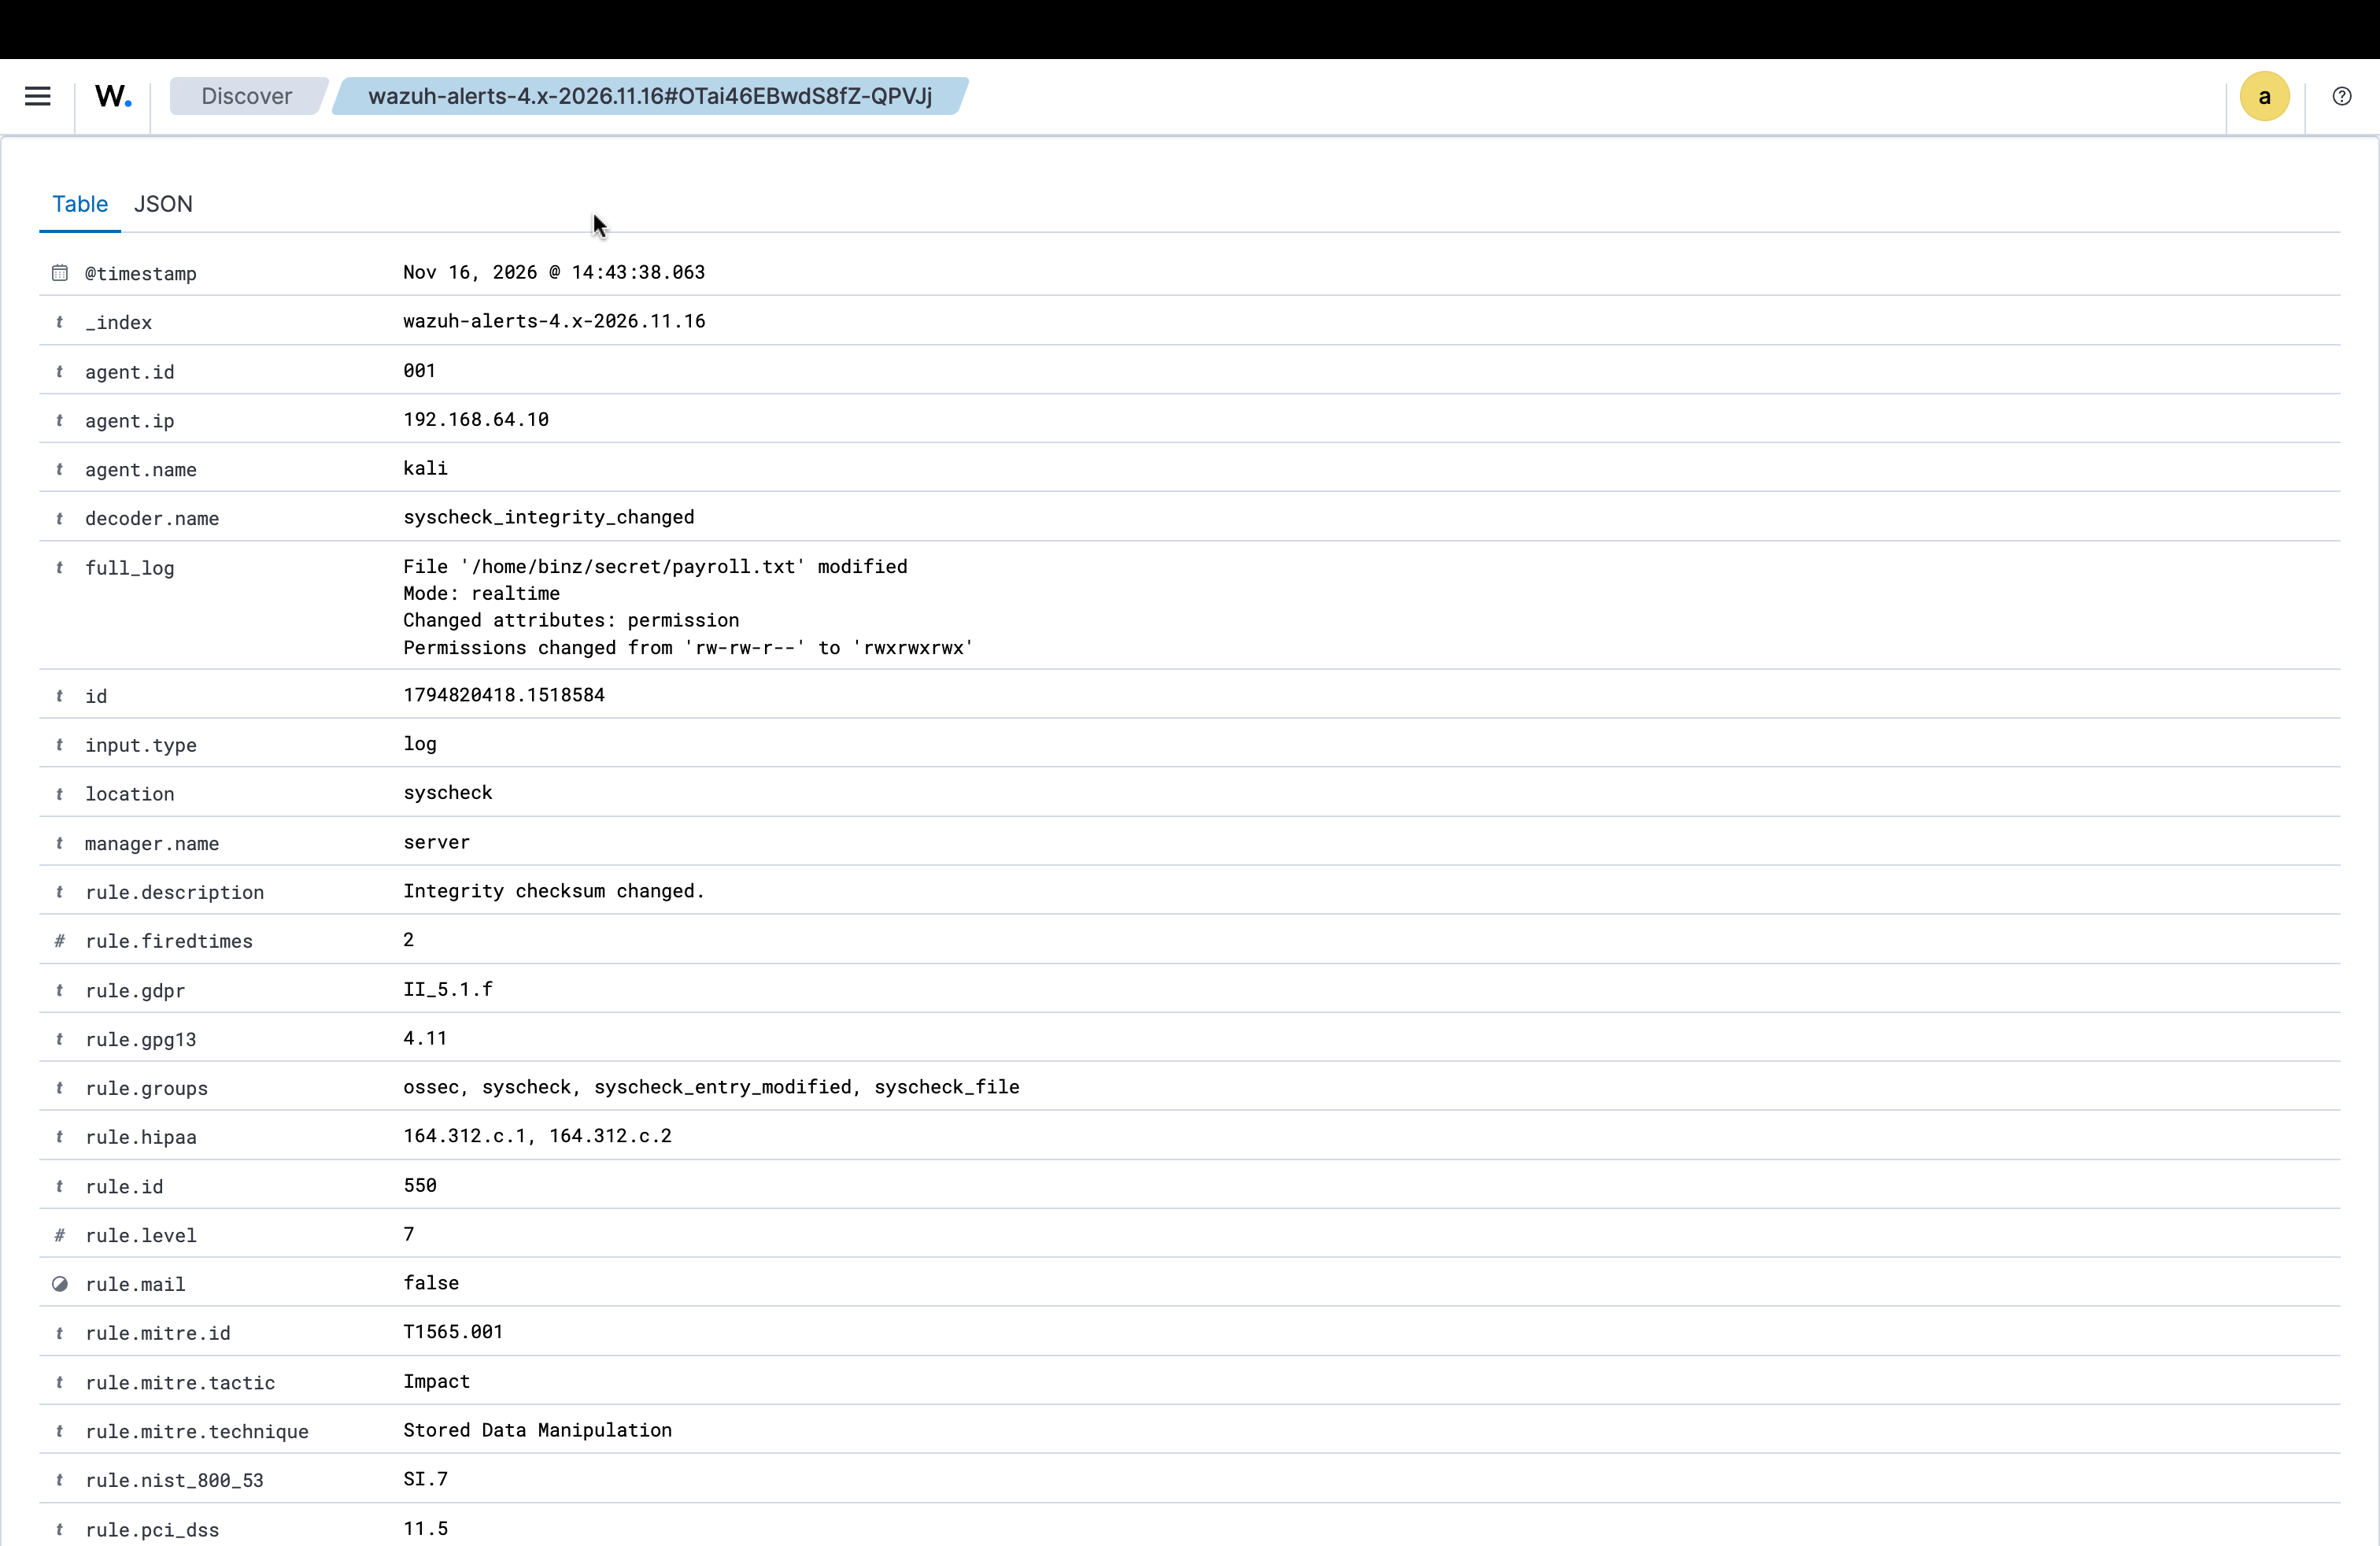 W. Discover wazuh-alerts-4.x-2026.11.16#OTai46EBwdS8fZ-QPVJj a
Table JSON
@timestamp Nov 16, 2026 @ 14:43:38.063
t _index wazuh-alerts-4.x-2026.11.16
t agent.id 001
t agent.ip 192.168.64.10
t agent.name kali
t decoder.name syscheck_integrity_changed
t full_log File '/home/binz/secret/payroll.txt' modified
Mode: realtime
Changed attributes: permission
Permissions changed from 'rw-rw-r--' to 'rwxrwxrwx'
t id 1794820418.1518584
t input.type log
t location syscheck
t manager.name server
t rule.description Integrity checksum changed.
# rule.firedtimes 2
t rule.gdpr II_5.1.f
t rule.gpg13 4.11
t rule.groups ossec, syscheck, syscheck_entry_modified, syscheck_file
t rule.hipaa 164.312.c.1, 164.312.c.2
t rule.id 550
# rule.level 7
rule.mail false
t rule.mitre.id T1565.001
t rule.mitre.tactic Impact
t rule.mitre.technique Stored Data Manipulation
t rule.nist_800_53 SI.7
t rule.pci_dss 11.5